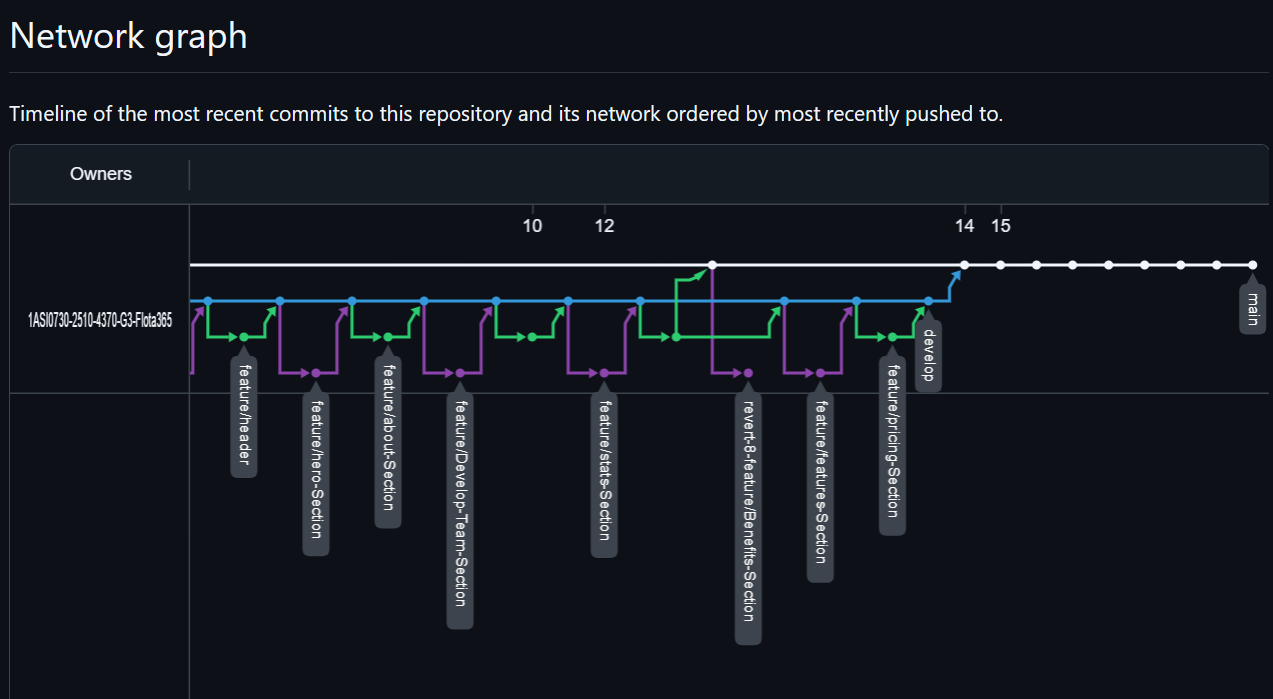 Network graph
Timeline of the most recent commits to this repository and its network ordered by most recently pushed to.
Owners
10
12
14
15
1ASI0730-2510-4370-G3-Flota365
main
develop
feature/header
feature/hero-Section
feature/about-Section
feature/Develop-Team-Section
feature/stats-Section
revert-8-feature/Benefits-Section
feature/features-Section
feature/pricing-Section